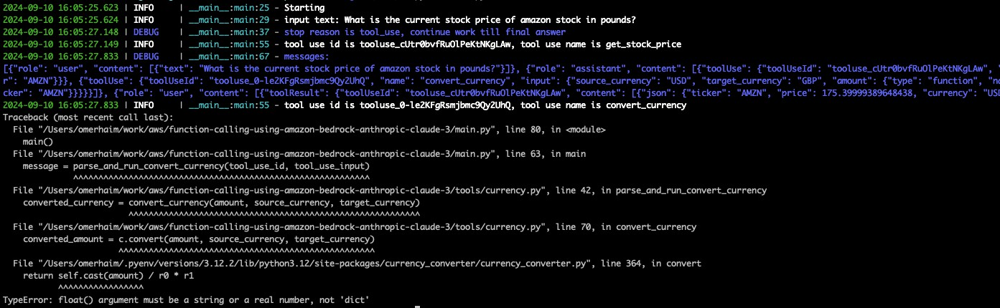 2024-09-10 16:05:25.623 | INFO     | __main__:main:25 - Starting
2024-09-10 16:05:25.624 | INFO     | __main__:main:29 - input text: What is the current stock price of amazon stock in pounds?
2024-09-10 16:05:27.148 | DEBUG    | __main__:main:37 - stop reason is tool_use, continue work till final answer
2024-09-10 16:05:27.149 | INFO     | __main__:main:55 - tool use id is tooluse_cUtr0bvfRuOlPeKtNKgLAw, tool use name is get_stock_price
2024-09-10 16:05:27.833 | DEBUG    | __main__:main:67 - messages:
[{"role": "user", "content": [{"text": "What is the current stock price of amazon stock in pounds?"}]}, {"role": "assistant", "content": [{"toolUse": {"toolUseId": "tooluse_cUtr0bvfRuOlPeKtNKgLAw", "
r": "AMZN"}}}, {"toolUse": {"toolUseId": "tooluse_0-le2KFgRsmjbmc9Qy2UhQ", "name": "convert_currency", "input": {"source_currency": "USD", "target_currency": "GBP", "amount": {"type": "function", "n
cker": "AMZN"}}}}}]}, {"role": "user", "content": [{"toolResult": {"toolUseId": "tooluse_cUtr0bvfRuOlPeKtNKgLAw", "content": [{"json": {"ticker": "AMZN", "price": 175.39999389648438, "currency": "USD
2024-09-10 16:05:27.833 | INFO     | __main__:main:55 - tool use id is tooluse_0-le2KFgRsmjbmc9Qy2UhQ, tool use name is convert_currency
Traceback (most recent call last):
  File "/Users/omerhaim/work/aws/function-calling-using-amazon-bedrock-anthropic-claude-3/main.py", line 80, in <module>
    main()
  File "/Users/omerhaim/work/aws/function-calling-using-amazon-bedrock-anthropic-claude-3/main.py", line 63, in main
    message = parse_and_run_convert_currency(tool_use_id, tool_use_input)
              ^^^^^^^^^^^^^^^^^^^^^^^^^^^^^^^^^^^^^^^^^^^^^^^^^^^^^^^^^^^
  File "/Users/omerhaim/work/aws/function-calling-using-amazon-bedrock-anthropic-claude-3/tools/currency.py", line 42, in parse_and_run_convert_currency
    converted_currency = convert_currency(amount, source_currency, target_currency)
                         ^^^^^^^^^^^^^^^^^^^^^^^^^^^^^^^^^^^^^^^^^^^^^^^^^^^^^^^^^^
  File "/Users/omerhaim/work/aws/function-calling-using-amazon-bedrock-anthropic-claude-3/tools/currency.py", line 70, in convert_currency
    converted_amount = c.convert(amount, source_currency, target_currency)
                       ^^^^^^^^^^^^^^^^^^^^^^^^^^^^^^^^^^^^^^^^^^^^^^^^^^^
  File "/Users/omerhaim/.pyenv/versions/3.12.2/lib/python3.12/site-packages/currency_converter/currency_converter.py", line 364, in convert
    return self.cast(amount) / r0 * r1
           ^^^^^^^^^^^^^^^^^
TypeError: float() argument must be a string or a real number, not 'dict'